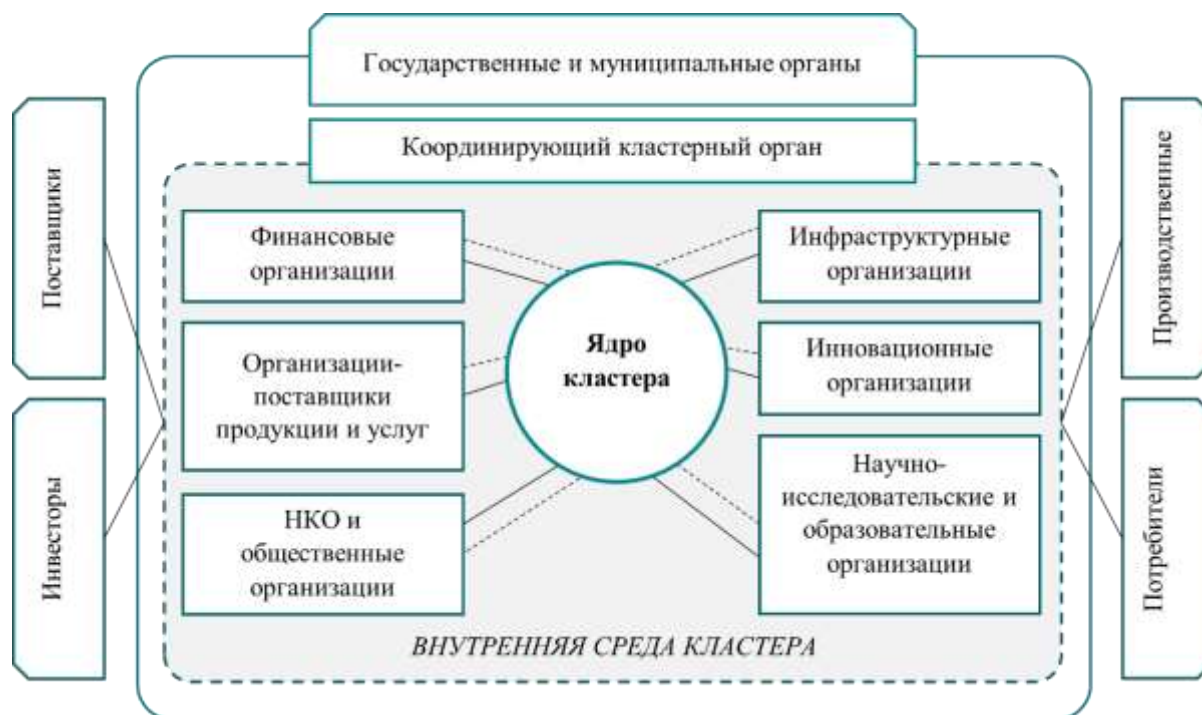 Государственные и муниципальные органы
Координирующий кластерный орган
Поставщики
Инвесторы
Финансовые
организации
Организации-
поставщики
продукции и услуг
НКО и
общественные
организации
Ядро
кластера
Инфраструктурные
организации
Инновационные
организации
Научно-
исследовательские и
образовательные
организации
ВНУТРЕННЯЯ СРЕДА КЛАСТЕРА
Производственные
Потребители